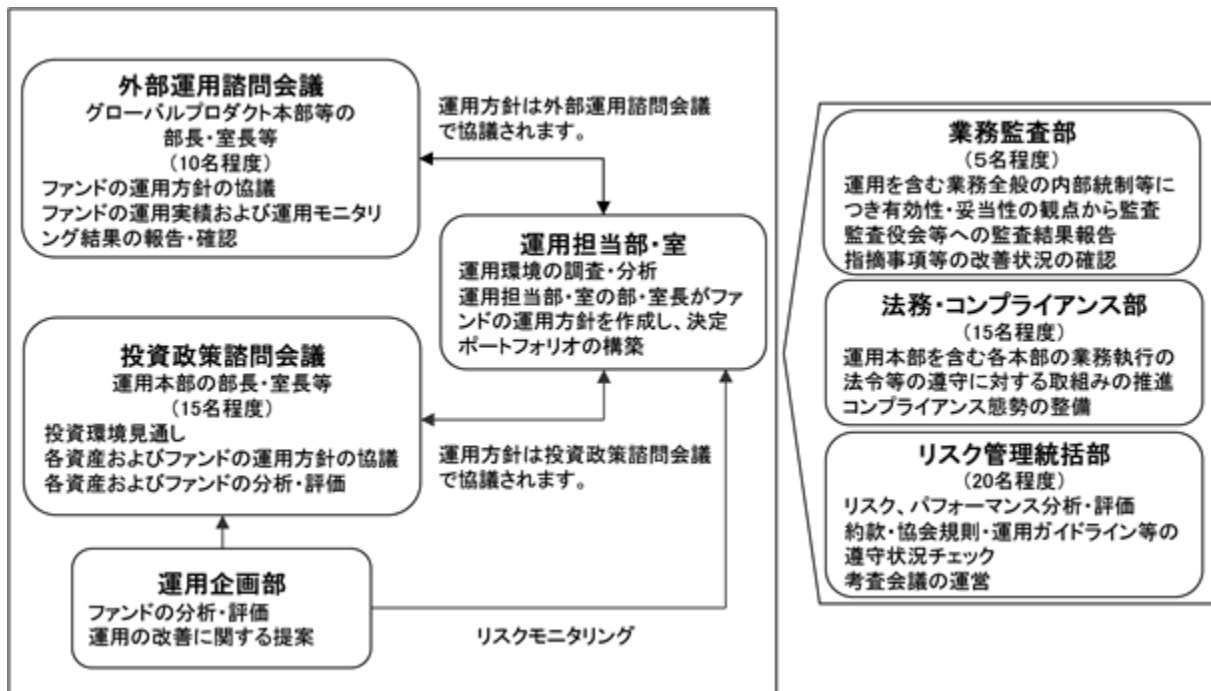 外部運用諮問会議
グローバルプロダクト本部等の
部長・室長等
(10名程度)
ファンドの運用方針の協議
ファンドの運用実績および運用モニタリ
ング結果の報告・確認
運用方針は外部運用諮問会議
で協議されます。
運用担当部・室
運用環境の調査・分析
運用担当部・室の部・室長がファ
ンドの運用方針を作成し、決定
ポートフォリオの構築
投資政策諮問会議
運用本部の部長・室長等
(15名程度)
投資環境見通し
各資産およびファンドの運用方針の協議
各資産およびファンドの分析・評価
運用方針は投資政策諮問会議
で協議されます。
運用企画部
ファンドの分析・評価
運用の改善に関する提案
リスクモニタリング
業務監査部
(5名程度)
運用を含む業務全般の内部統制等に
つき有効性・妥当性の観点から監査
監査役会等への監査結果報告
指摘事項等の改善状況の確認
法務・コンプライアンス部
(15名程度)
運用本部を含む各本部の業務執行の
法令等の遵守に対する取組みの推進
コンプライアンス態勢の整備
リスク管理統括部
(20名程度)
リスク、パフォーマンス分析・評価
約款・協会規則・運用ガイドライン等の
遵守状況チェック
考査会議の運営